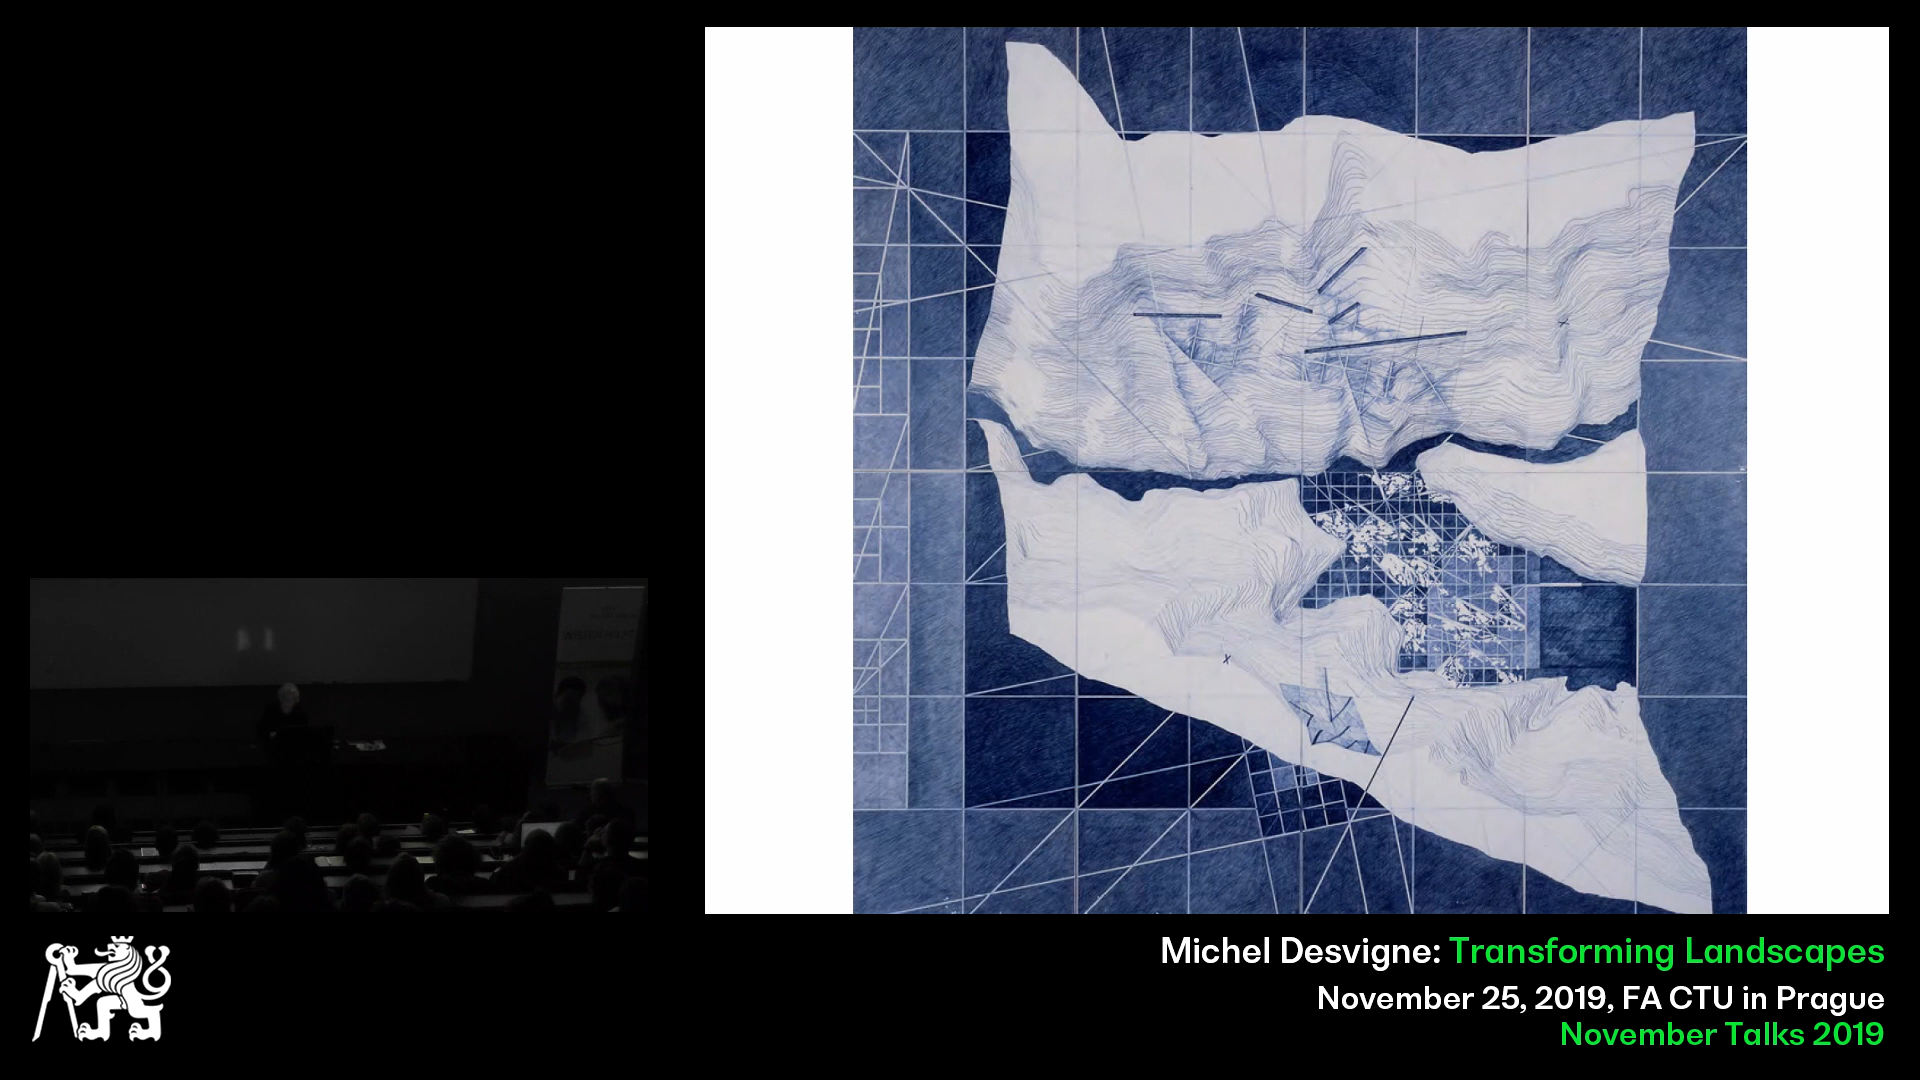 Michel Desvigne: Transforming Landscapes
November 25, 2019, FA CTU in Prague
November Talks 2019